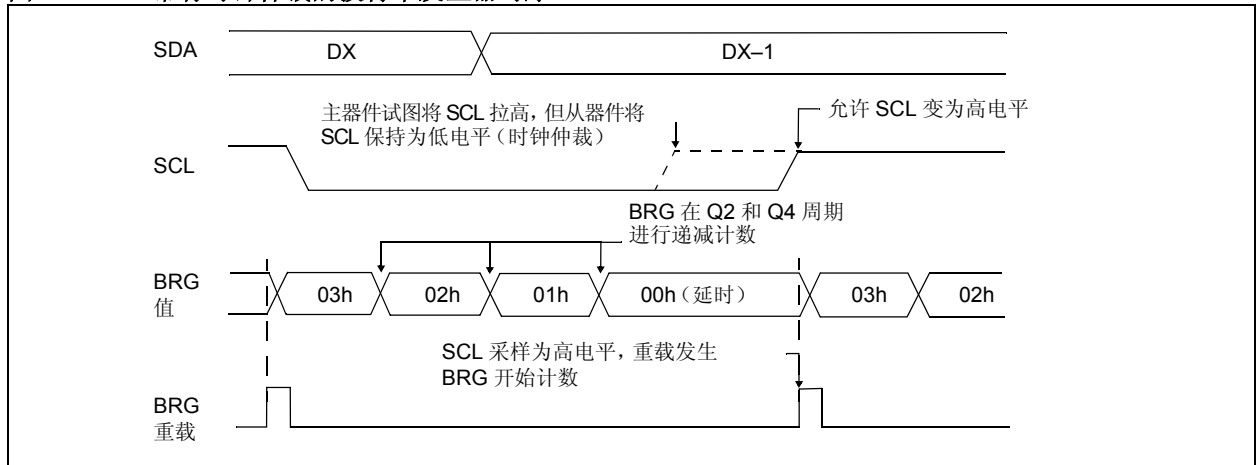 SDA
DX
DX–1
主器件试图将 SCL 拉高，但从器件将
SCL 保持为低电平（时钟仲裁）
允许 SCL 变为高电平
SCL
BRG 在 Q2 和 Q4 周期
进行递减计数
BRG
值
03h
02h
01h
00h（延时）
03h
02h
SCL 采样为高电平，重载发生
BRG 开始计数
BRG
重载